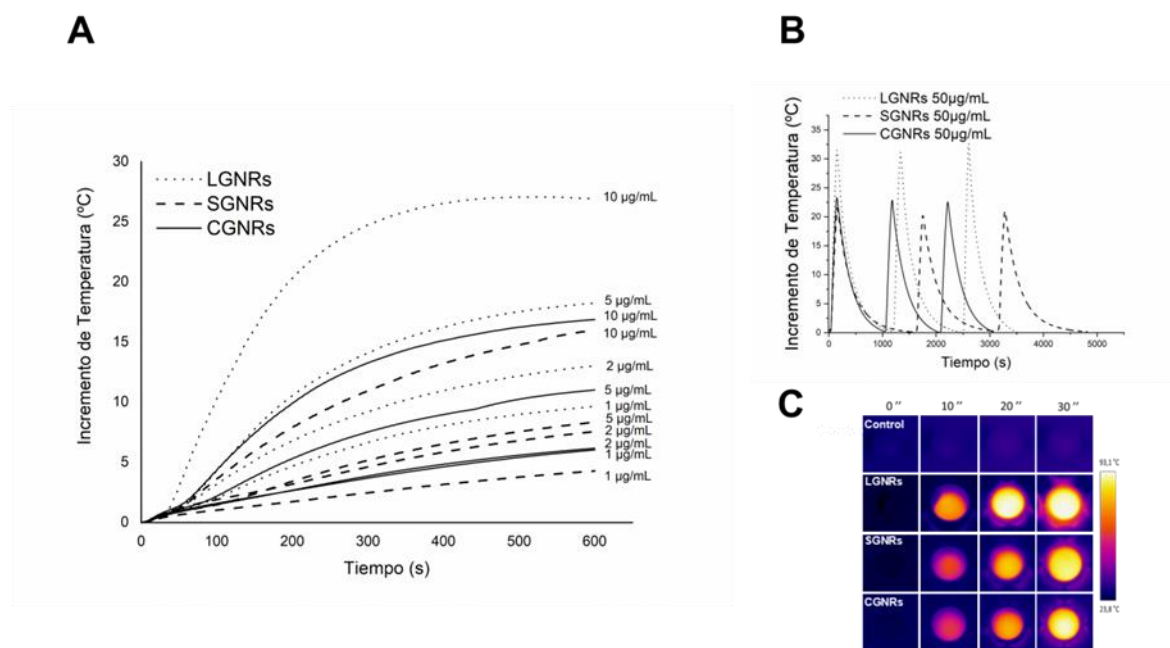 A
Incremento de Temperatura (ºC)
30
25
20
15
10
5
0
LGNRs
SGNRs
CGNRs
10 µg/mL
5 µg/mL
10 µg/mL
10 µg/mL
2 µg/mL
5 µg/mL
1 µg/mL
5 µg/mL
2 µg/mL
2 µg/mL
1 µg/mL
1 µg/mL
0 100 200 300 400 500 600
Tiempo (s)
B
Incremento de Temperatura (ºC)
LGNRs 50µg/mL
SGNRs 50µg/mL
CGNRs 50µg/mL
35
30
25
20
15
10
5
0
0 1000 2000 3000 4000 5000
Tiempo (s)
C
0 ″ 10 ″ 20 ″ 30 ″
Control
LGNRs
SGNRs
CGNRs
93,1 °C
23,8 °C